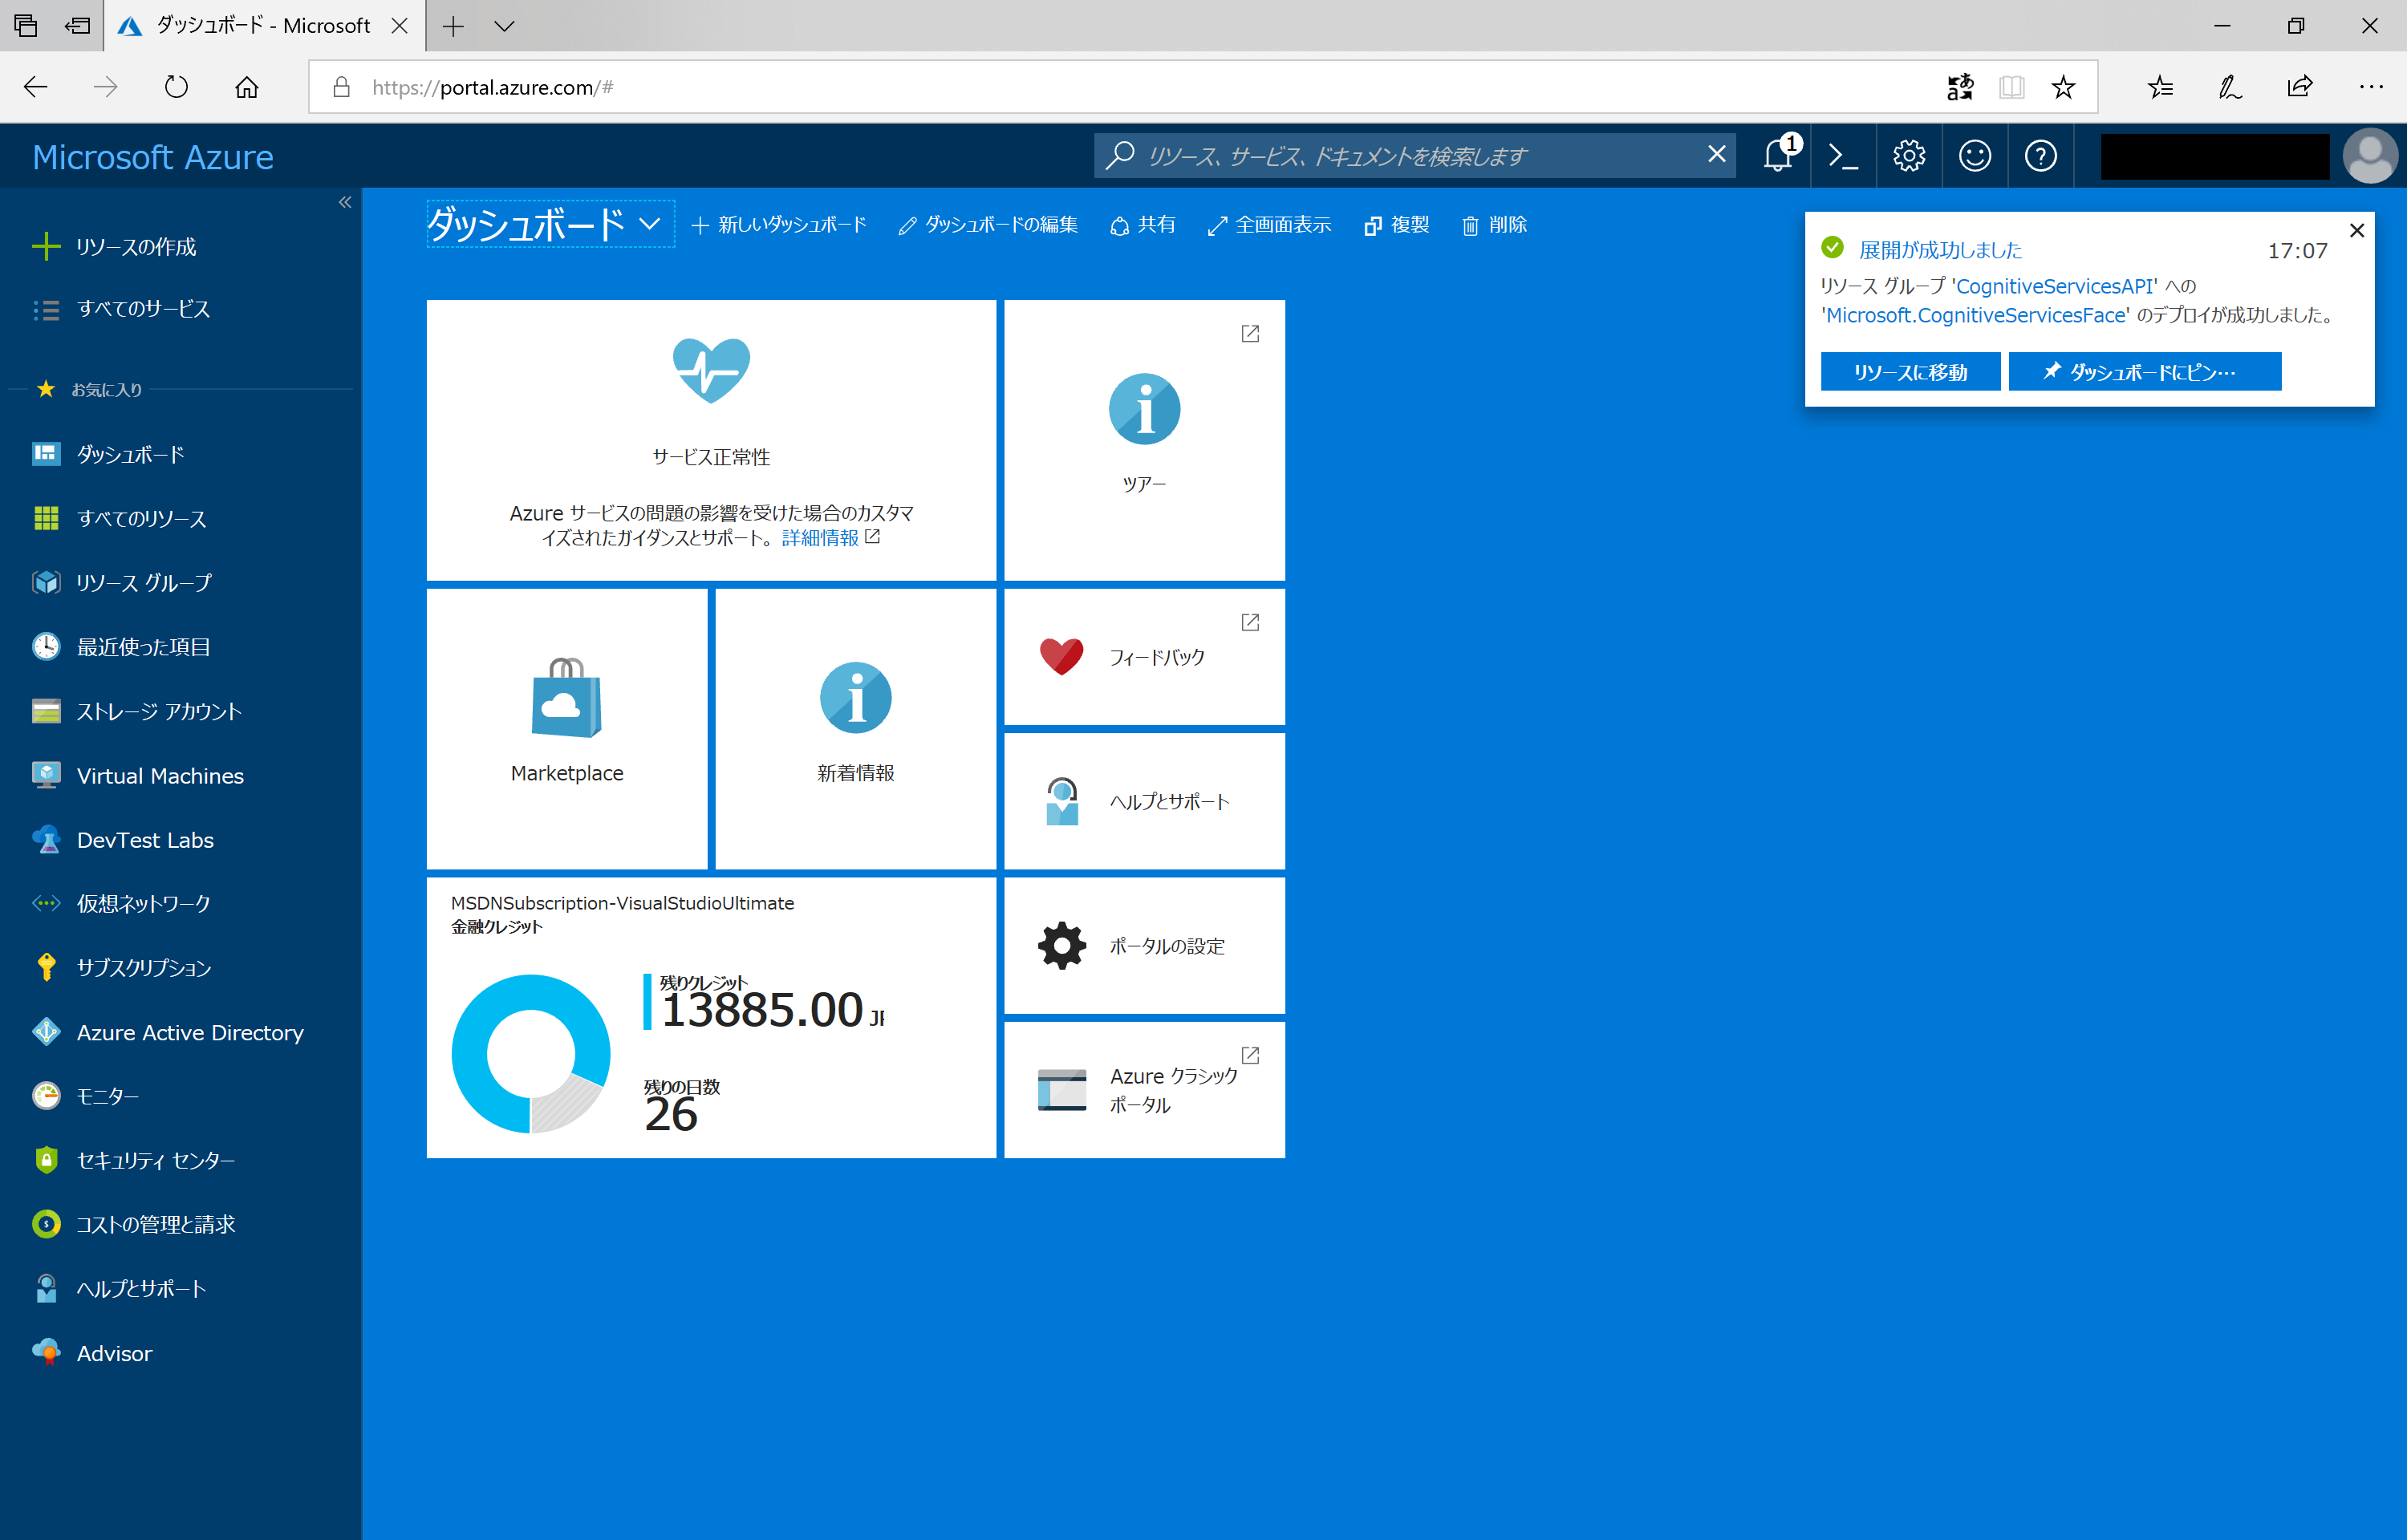 ダッシュボード - Microsoft
https://portal.azure.com/#
Microsoft Azure
リソース、サービス、ドキュメントを検索します
1
リソースの作成
すべてのサービス
お気に入り
ダッシュボード
すべてのリソース
リソース グループ
最近使った項目
ストレージ アカウント
Virtual Machines
DevTest Labs
仮想ネットワーク
サブスクリプション
Azure Active Directory
モニター
セキュリティ センター
コストの管理と請求
ヘルプとサポート
Advisor
ダッシュボード
新しいダッシュボード
ダッシュボードの編集
共有
全画面表示
複製
削除
サービス正常性
Azure サービスの問題の影響を受けた場合のカスタマ
イズされたガイダンスとサポート。詳細情報
ツアー
Marketplace
新着情報
フィードバック
ヘルプとサポート
MSDNSubscription-VisualStudioUltimate
金融クレジット
残りクレジット
13885.00
残りの日数
26
ポータルの設定
Azure クラシック
ポータル
展開が成功しました
17:07
リソース グループ 'CognitiveServicesAPI' への
'Microsoft.CognitiveServicesFace' のデプロイが成功しました。
リソースに移動
ダッシュボードにピン…